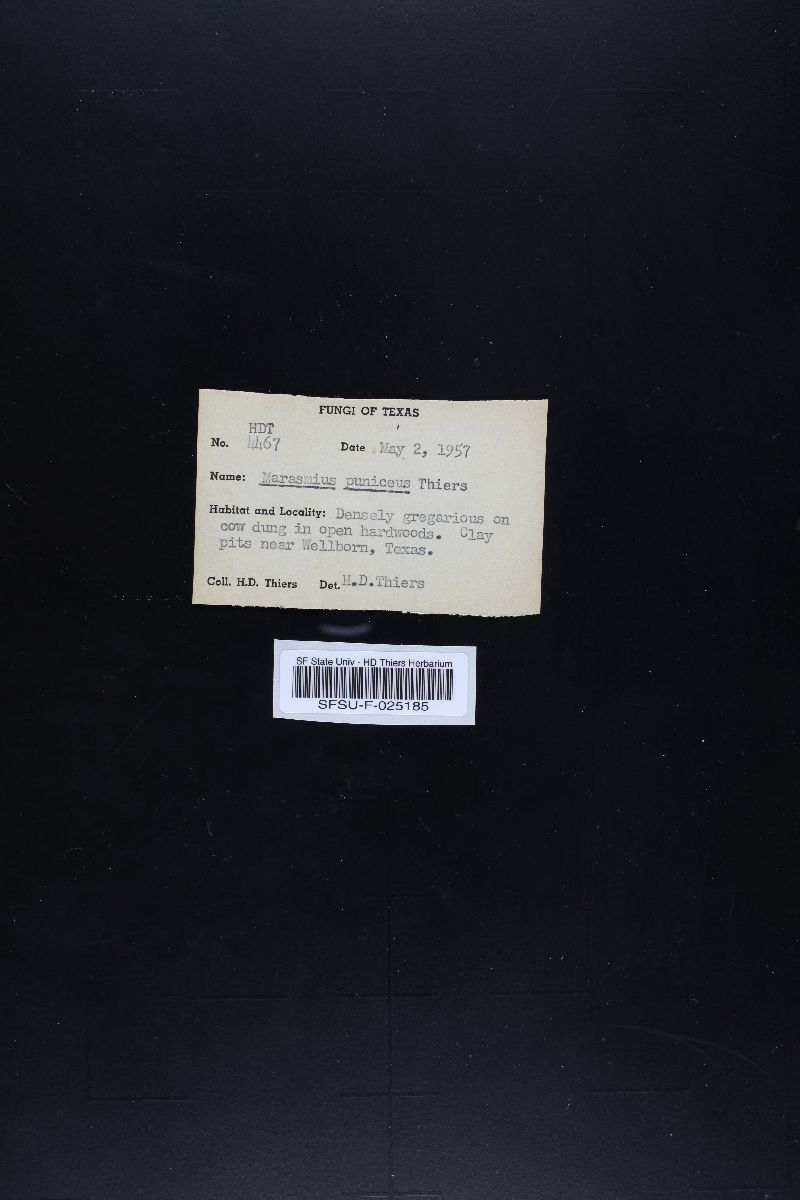 FUNGI OF TEXAS
HDT
No. 4467 Date May 2, 1957
Name: Marasmius puniceus Thiers
Habitat and Locality: Densely gregarious on
cow dung in open hardwoods. Clay
pits near Wellborn, Texas.
Coll. H.D. Thiers Det. H.D.Thiers
SF State Univ - HD Thiers Herbarium
SFSU-F-025185